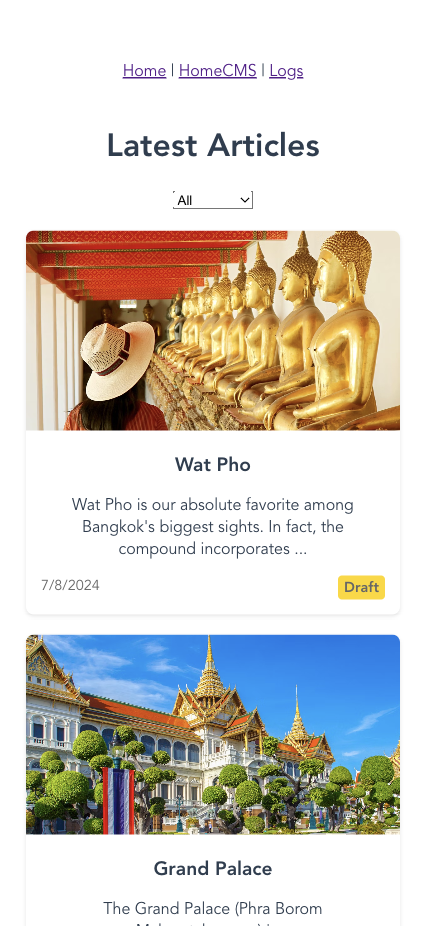 Home | HomeCMS | Logs
Latest Articles
All
Wat Pho
Wat Pho is our absolute favorite among
Bangkok's biggest sights. In fact, the
compound incorporates ...
7/8/2024
Draft
Grand Palace
The Grand Palace (Phra Borom